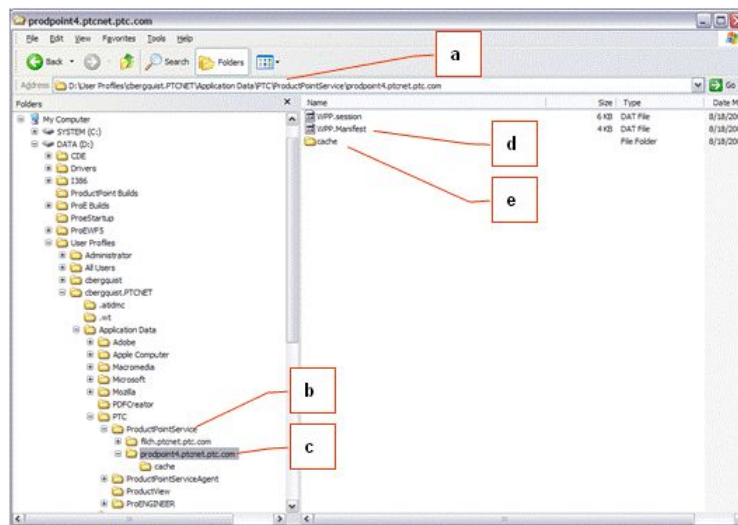 prodpoint4.ptcnet.ptc.com
File Edit View Favorites Tools Help
Back Search Folders
a
Address D:\User Profiles\cbergquist.PTCNET\Application Data\PTC\ProductPointService\prodpoint4.ptcnet.ptc.com Go
Folders
My Computer
SYSTEM (C:)
DATA (D:)
CDE
Drivers
I386
ProductPoint Builds
ProE Builds
ProeStartup
ProEWF5
User Profiles
Administrator
All Users
cbergquist
cbergquist.PTCNET
.atidmc
.wt
Application Data
Adobe
Apple Computer
Macromedia
Microsoft
Mozilla
PDFCreator
PTC
ProductPointService
flich.ptcnet.ptc.com
prodpoint4.ptcnet.ptc.com
cache
ProductPointServiceAgent
ProductView
ProENGINEER
b
c
Name Size Type Date M
WPP.session 6 KB DAT File 8/18/200
WPP.Manifest 4 KB DAT File 8/18/200
cache File Folder 8/18/200
d
e